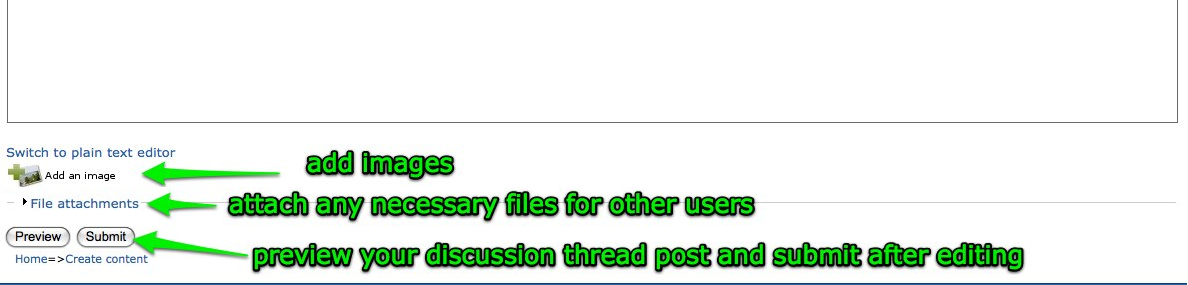 Switch to plain text editor
Add an image
add images
File attachments
attach any necessary files for other users
Preview Submit
preview your discussion thread post and submit after editing
Home=>Create content